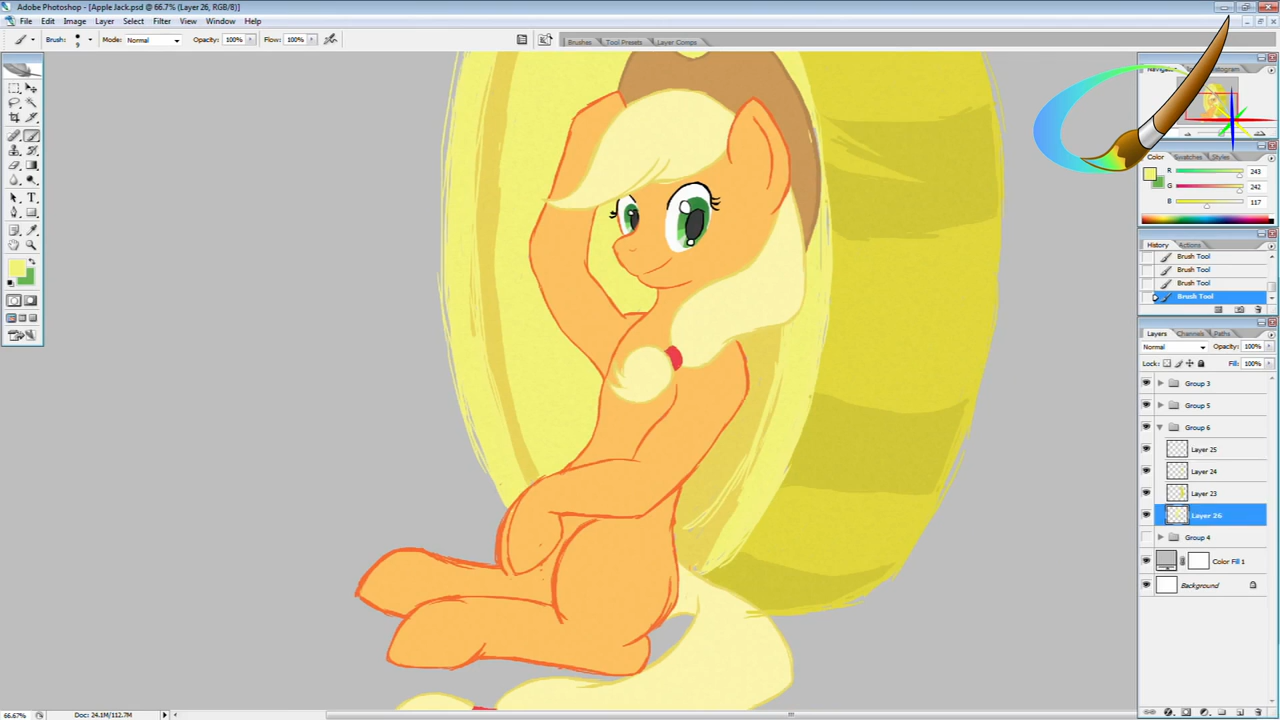 Adobe Photoshop - [Apple Jack.psd @ 66.7% (Layer 26, RGB/8)]
File Edit Image Layer Select Filter View Window Help
Brush: 9 Mode: Normal Opacity: 100% Flow: 100% Brushes Tool Presets Layer Comps
Color Swatches Styles
R 243
G 242
B 117
History Actions
Brush Tool
Brush Tool
Brush Tool
Brush Tool
Layers Channels Paths
Normal Opacity: 100%
Lock: Fill: 100%
Group 3
Group 5
Group 6
Layer 25
Layer 24
Layer 23
Layer 26
Group 4
Color Fill 1
Background
66.67% Doc: 24.1M/112.7M